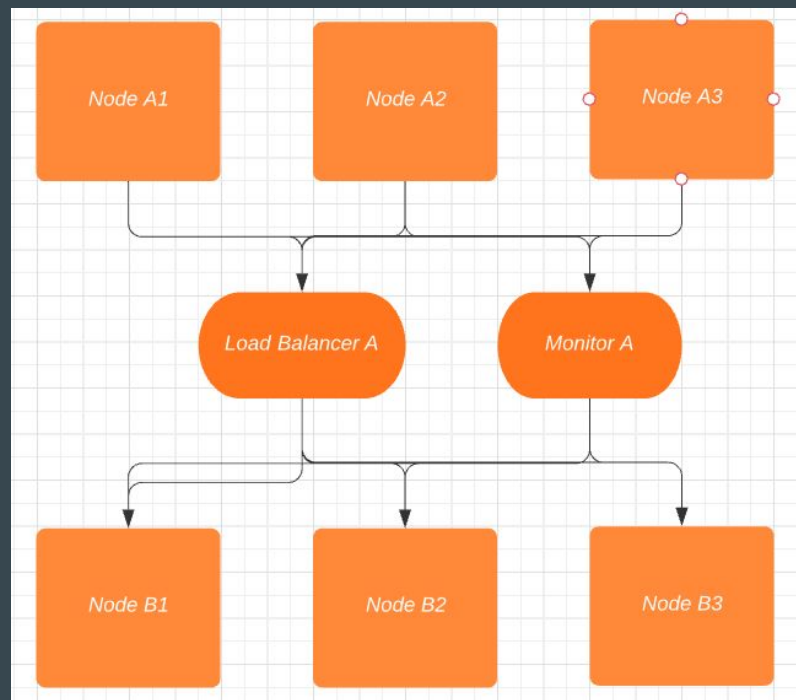 Node A1
Node A2
Node A3
Load Balancer A
Monitor A
Node B1
Node B2
Node B3